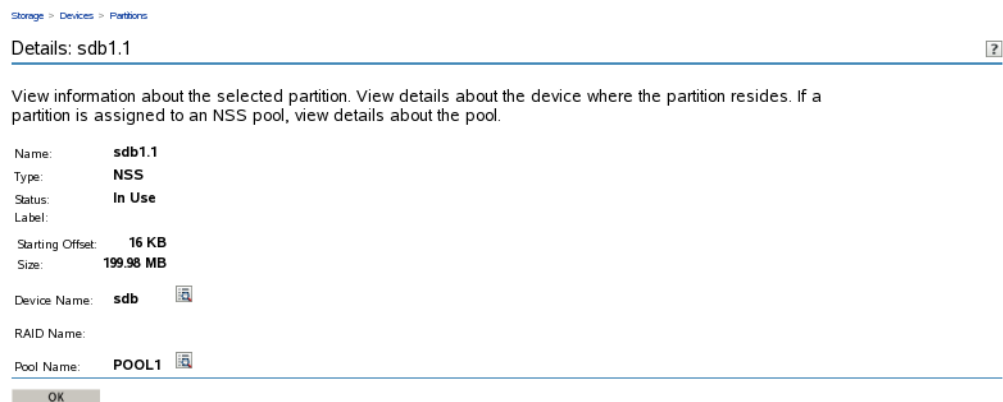 Storage > Devices > Partitions
Details: sdb1.1
?
View information about the selected partition. View details about the device where the partition resides. If a
partition is assigned to an NSS pool, view details about the pool.
Name: sdb1.1
Type: NSS
Status: In Use
Label:
Starting Offset: 16 KB
Size: 199.98 MB
Device Name: sdb
RAID Name:
Pool Name: POOL1
OK